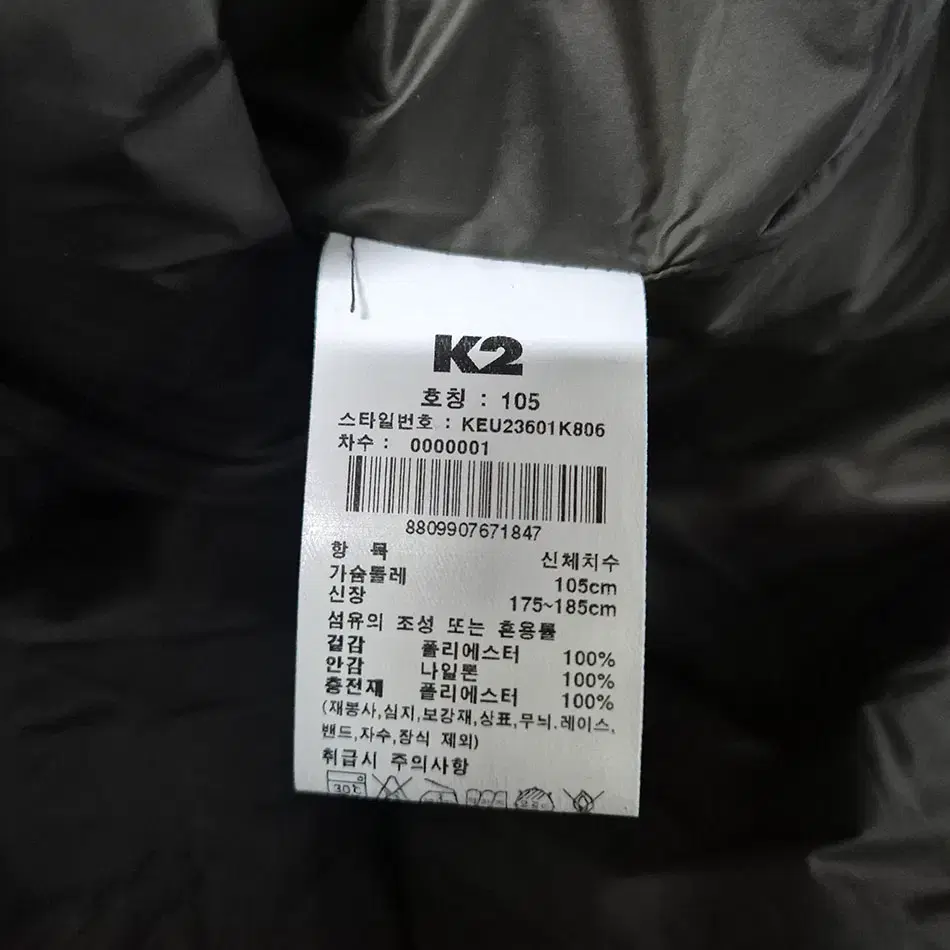 K2
호칭 : 105
스타일번호 : KEU23601K806
차수 : 0000001
8809907671847
항 목 신체치수
가슴둘레 105cm
신장 175~185cm
섬유의 조성 또는 혼용률
겉감 폴리에스터 100%
안감 나일론 100%
충전재 폴리에스터 100%
(재봉사,심지,보강재,상표,무늬.레이스,
밴드,자수,장식 제외)
취급시 주의사항
30℃